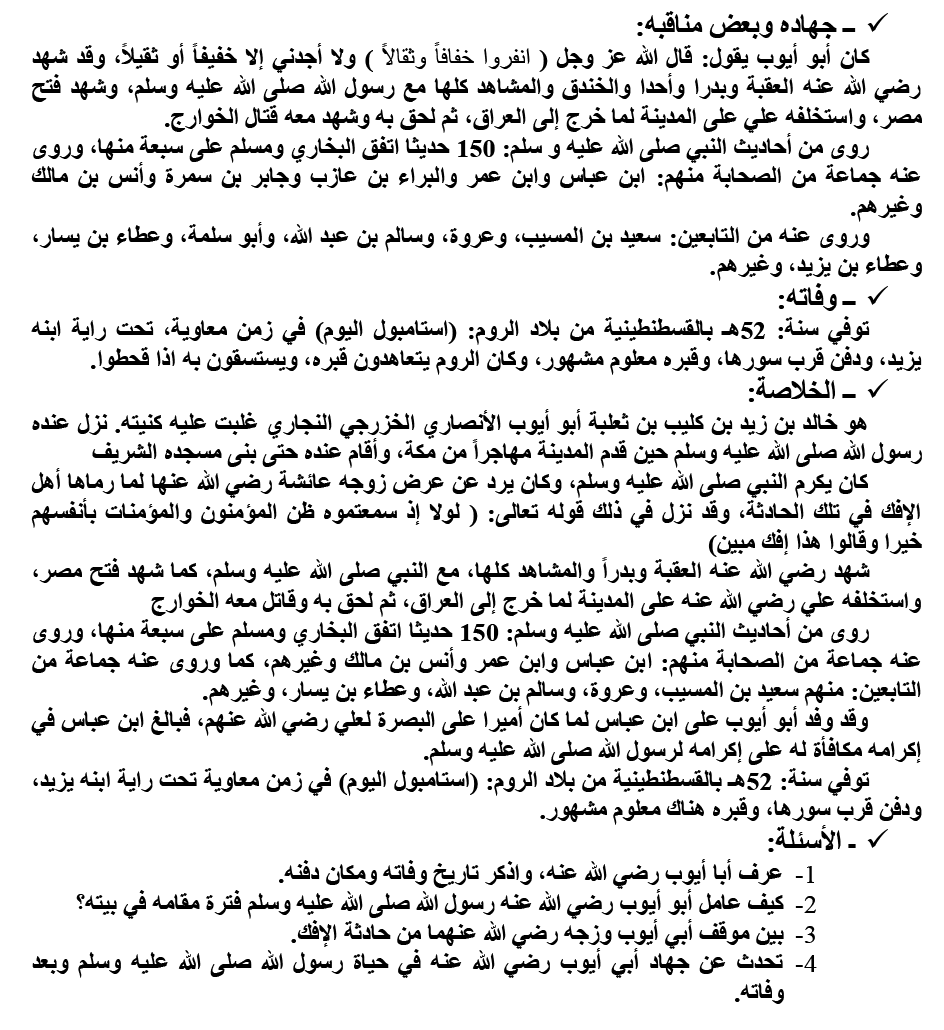 ✓ ـ جهاده وبعض مناقبه:
كان أبو أيوب يقول: قال الله عز وجل ( انفروا خفافاً وثقالاً ) ولا أجدني إلا خفيفاً أو ثقيلاً، وقد شهد
رضي الله عنه العقبة وبدرا وأحدا والخندق والمشاهد كلها مع رسول الله صلى الله عليه وسلم، وشهد فتح
مصر، واستخلفه علي على المدينة لما خرج إلى العراق، ثم لحق به وشهد معه قتال الخوارج.
روى من أحاديث النبي صلى الله عليه و سلم: 150 حديثا اتفق البخاري ومسلم على سبعة منها، وروى
عنه جماعة من الصحابة منهم: ابن عباس وابن عمر والبراء بن عازب وجابر بن سمرة وأنس بن مالك
وغيرهم.
وروى عنه من التابعين: سعيد بن المسيب، وعروة، وسالم بن عبد الله، وأبو سلمة، وعطاء بن يسار،
وعطاء بن يزيد، وغيرهم.
✓ ـ وفاته:
توفي سنة: 52هـ بالقسطنطينية من بلاد الروم: (استامبول اليوم) في زمن معاوية، تحت راية ابنه
يزيد، ودفن قرب سورها، وقبره معلوم مشهور، وكان الروم يتعاهدون قبره، ويستسقون به اذا قحطوا.
✓ ـ الخلاصة:
هو خالد بن زيد بن كليب بن ثعلبة أبو أيوب الأنصاري الخزرجي النجاري غلبت عليه كنيته. نزل عنده
رسول الله صلى الله عليه وسلم حين قدم المدينة مهاجراً من مكة، وأقام عنده حتى بنى مسجده الشريف
كان يكرم النبي صلى الله عليه وسلم، وكان يرد عن عرض زوجه عائشة رضي الله عنها لما رماها أهل
الإفك في تلك الحادثة، وقد نزل في ذلك قوله تعالى: ( لولا إذ سمعتموه ظن المؤمنون والمؤمنات بأنفسهم
خيرا وقالوا هذا إفك مبين)
شهد رضي الله عنه العقبة وبدراً والمشاهد كلها، مع النبي صلى الله عليه وسلم، كما شهد فتح مصر،
واستخلفه علي رضي الله عنه على المدينة لما خرج إلى العراق، ثم لحق به وقاتل معه الخوارج
روى من أحاديث النبي صلى الله عليه وسلم: 150 حديثا اتفق البخاري ومسلم على سبعة منها، وروى
عنه جماعة من الصحابة منهم: ابن عباس وابن عمر وأنس بن مالك وغيرهم، كما وروى عنه جماعة من
التابعين: منهم سعيد بن المسيب، وعروة، وسالم بن عبد الله، وعطاء بن يسار، وغيرهم.
وقد وفد أبو أيوب على ابن عباس لما كان أميرا على البصرة لعلي رضي الله عنهم، فبالغ ابن عباس في
إكرامه مكافأة له على إكرامه لرسول الله صلى الله عليه وسلم.
توفي سنة: 52هـ بالقسطنطينية من بلاد الروم: (استامبول اليوم) في زمن معاوية تحت راية ابنه يزيد،
ودفن قرب سورها، وقبره هناك معلوم مشهور.
✓ ـ الأسئلة:
1- عرف أبا أيوب رضي الله عنه، واذكر تاريخ وفاته ومكان دفنه.
2- كيف عامل أبو أيوب رضي الله عنه رسول الله صلى الله عليه وسلم فترة مقامه في بيته؟
3- بين موقف أبي أيوب وزجه رضي الله عنهما من حادثة الإفك.
4- تحدث عن جهاد أبي أيوب رضي الله عنه في حياة رسول الله صلى الله عليه وسلم وبعد
وفاته.